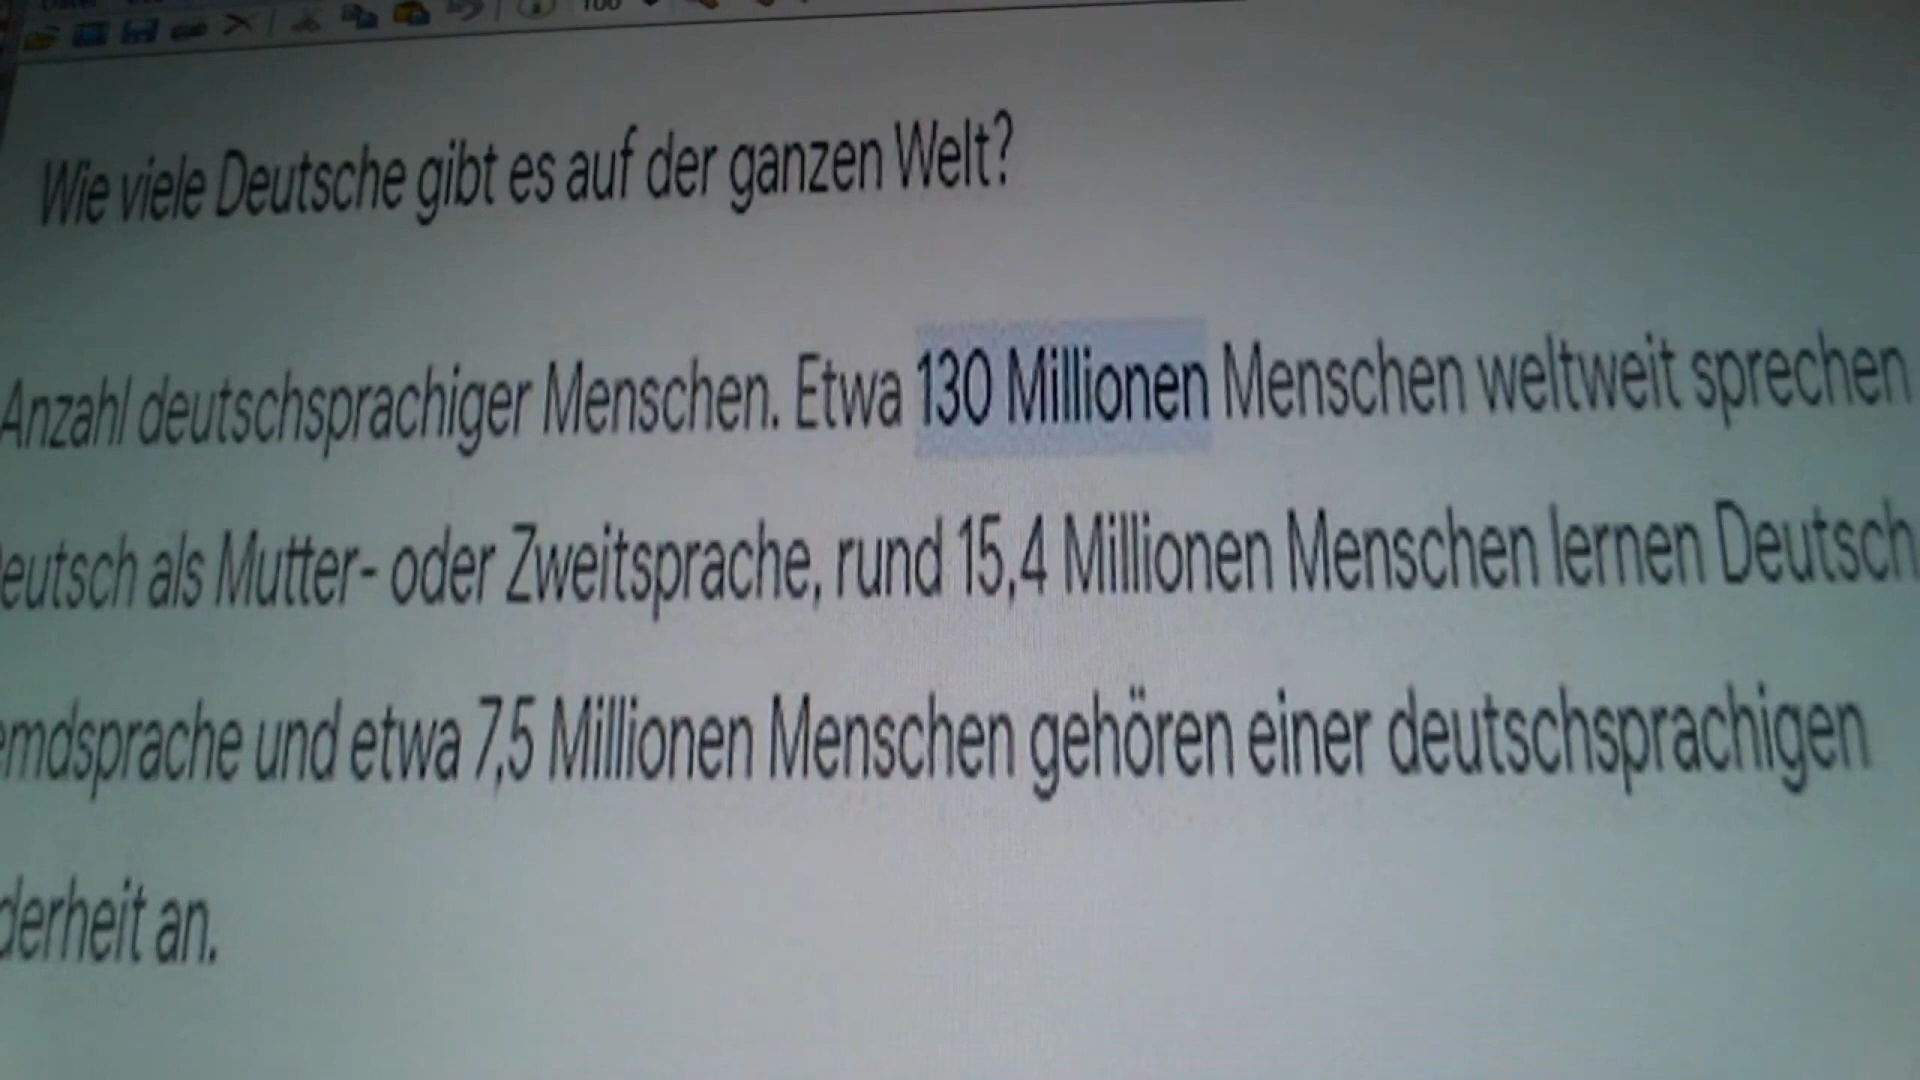 Wie viele Deutsche gibt es auf der ganzen Welt?
Anzahl deutschsprachiger Menschen. Etwa 130 Millionen Menschen weltweit sprechen
eutsch als Mutter- oder Zweitsprache, rund 15,4 Millionen Menschen lernen Deutsch
emdsprache und etwa 7,5 Millionen Menschen gehören einer deutschsprachigen
derheit an.